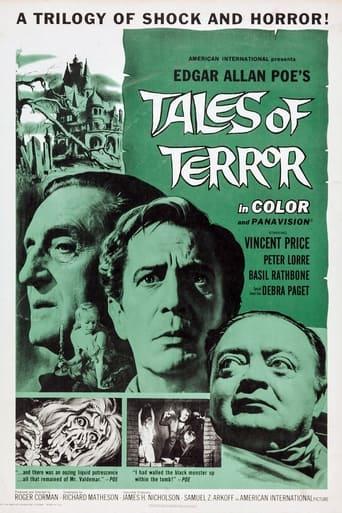 A TRILOGY OF SHOCK AND HORROR!
AMERICAN INTERNATIONAL presents
EDGAR ALLAN POE'S
TALES OF
TERROR
in COLOR
and PANAVISION®
STARRING
VINCENT PRICE
PETER LORRE
BASIL RATHBONE
DEBRA PAGET
"...and there was an oozing liquid putrescence
...all that remained of Mr. Valdemar." —POE
"I had walled the black monster up
within the tomb!" —POE
ROGER CORMAN
RICHARD MATHESON
JAMES H. NICHOLSON
SAMUEL Z. ARKOFF
AN AMERICAN INTERNATIONAL PICTURE